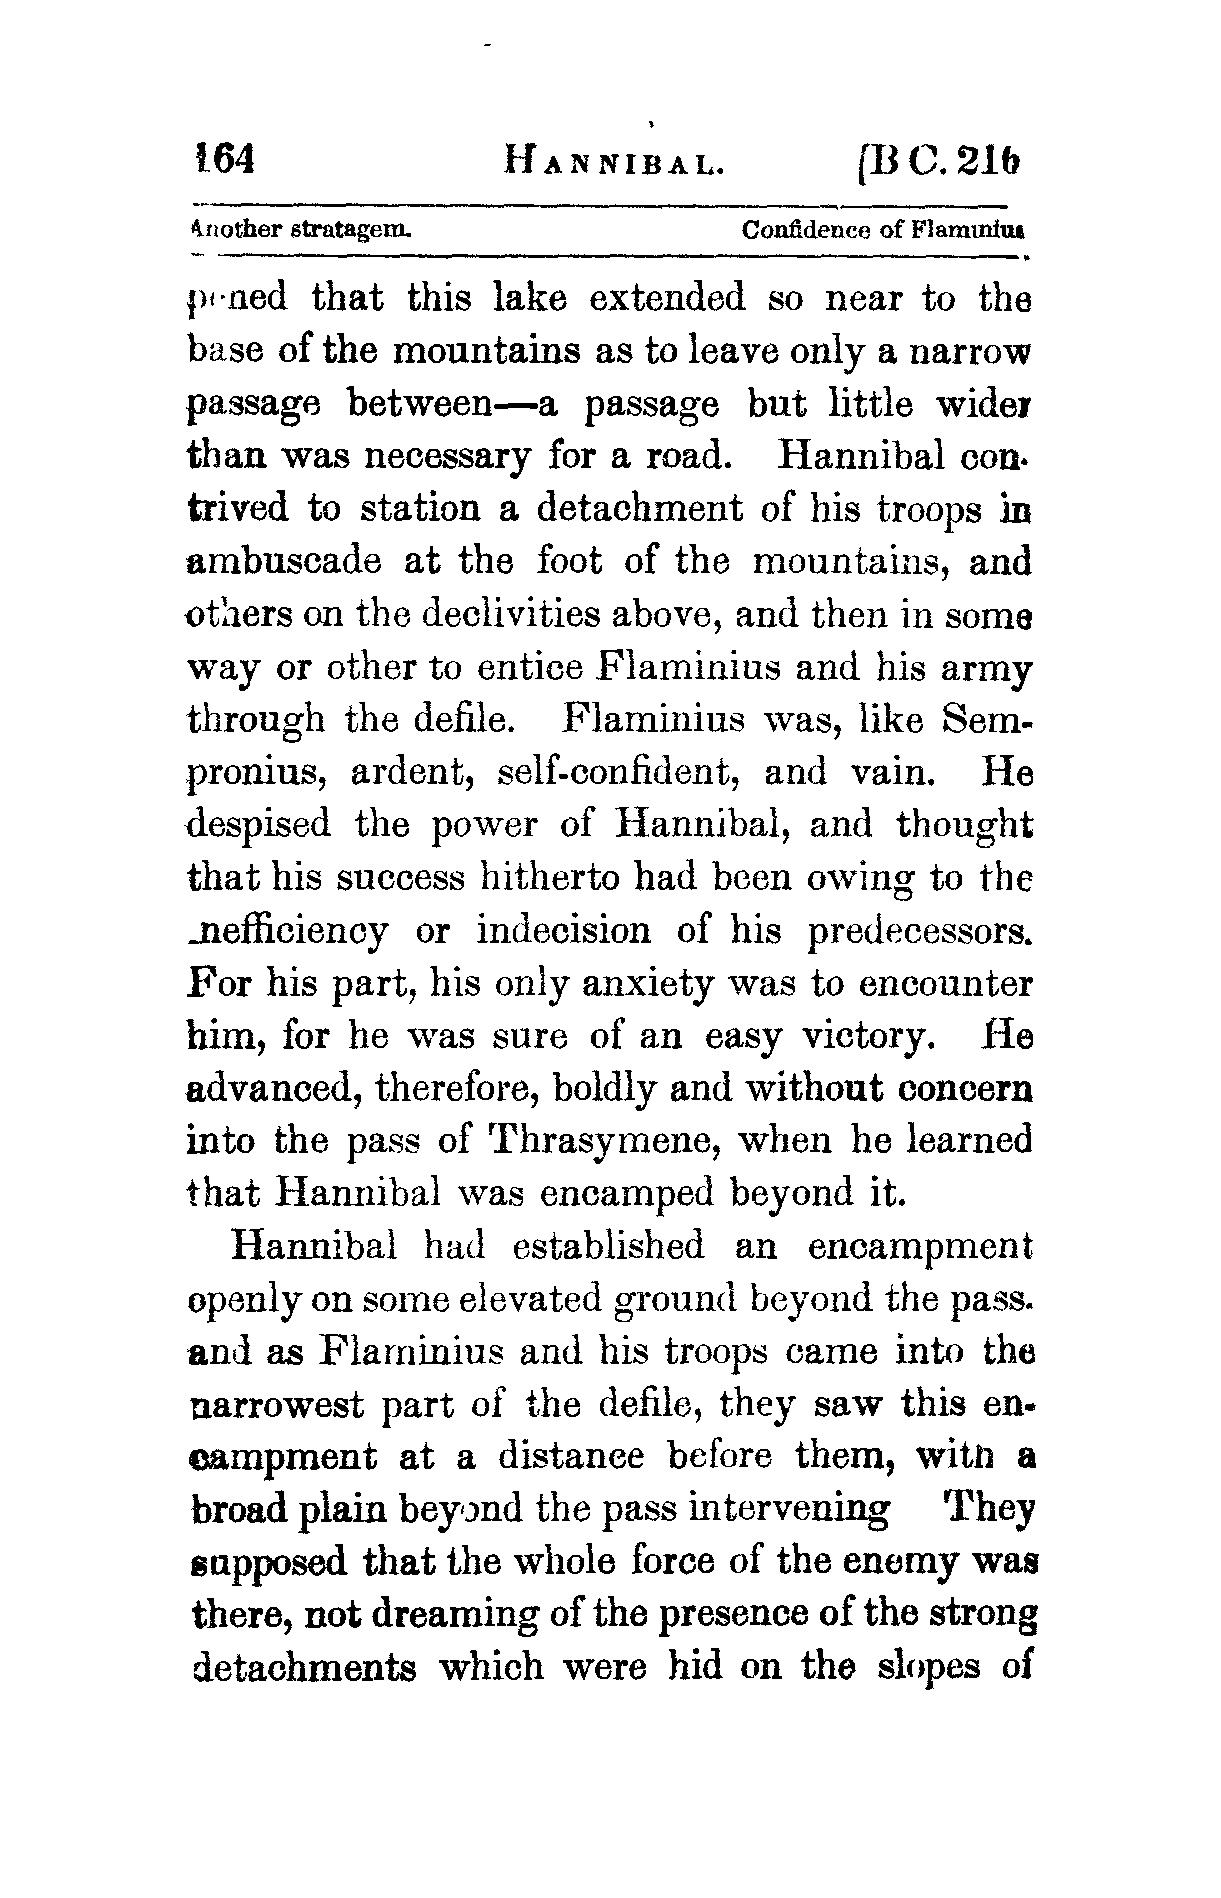 164 HANNIBAL. [B C. 216
Another stratagem. Confidence of Flaminius
pened that this lake extended so near to the
base of the mountains as to leave only a narrow
passage between—a passage but little wider
than was necessary for a road. Hannibal con-
trived to station a detachment of his troops in
ambuscade at the foot of the mountains, and
others on the declivities above, and then in some
way or other to entice Flaminius and his army
through the defile. Flaminius was, like Sem-
pronius, ardent, self-confident, and vain. He
despised the power of Hannibal, and thought
that his success hitherto had been owing to the
inefficiency or indecision of his predecessors.
For his part, his only anxiety was to encounter
him, for he was sure of an easy victory. He
advanced, therefore, boldly and without concern
into the pass of Thrasymene, when he learned
that Hannibal was encamped beyond it.
Hannibal had established an encampment
openly on some elevated ground beyond the pass.
and as Flaminius and his troops came into the
narrowest part of the defile, they saw this en-
campment at a distance before them, with a
broad plain beyond the pass intervening They
supposed that the whole force of the enemy was
there, not dreaming of the presence of the strong
detachments which were hid on the slopes of